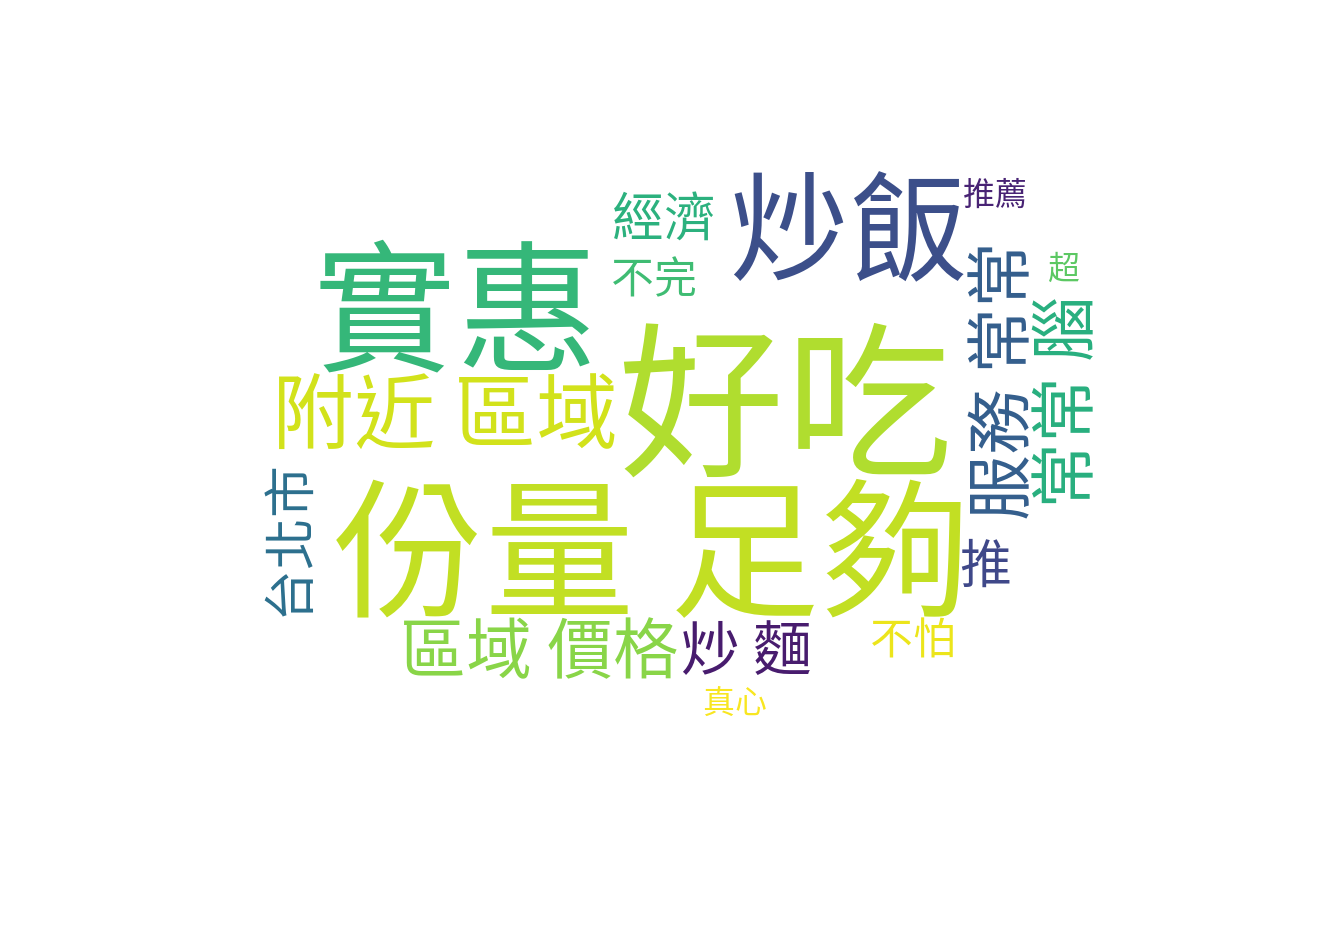 炒飯
推薦
經濟
實惠
不完
常常
超
常常 腦
好吃
附近 區域
服務
台北市
份量 足夠
推
區域 價格
炒 麵
不怕
真心